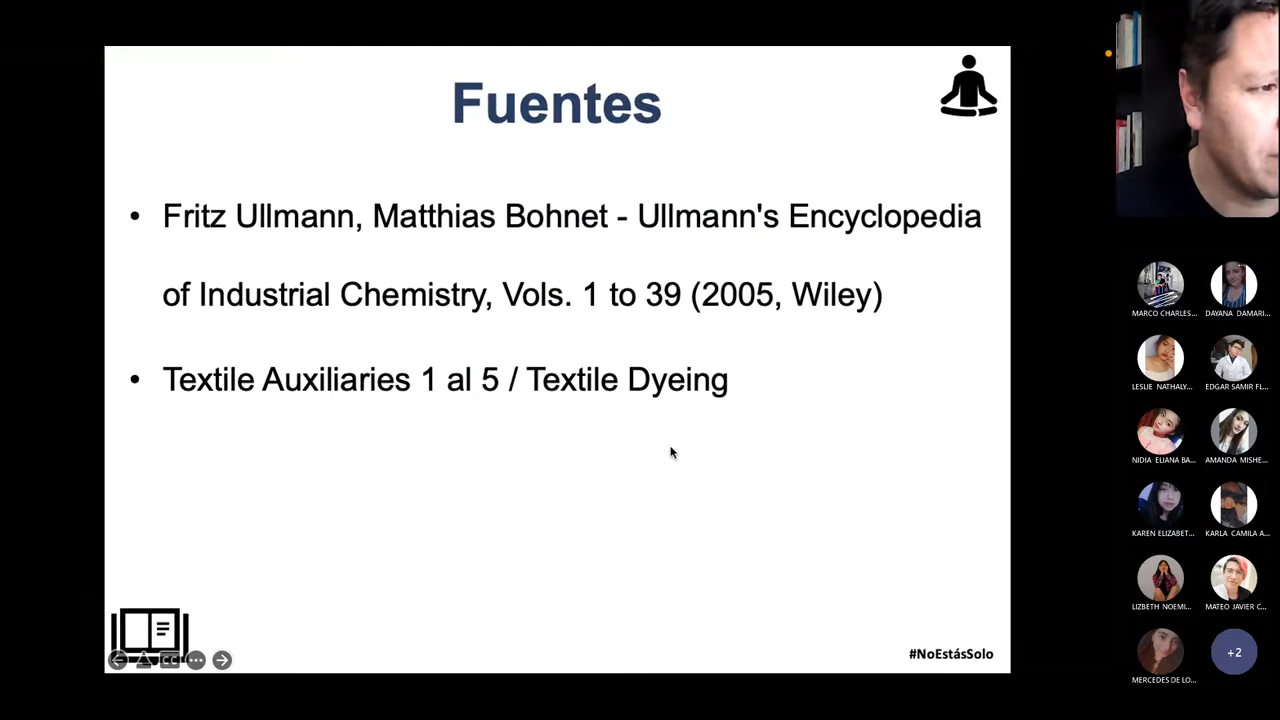 Fuentes
• Fritz Ullmann, Matthias Bohnet - Ullmann's Encyclopedia
of Industrial Chemistry, Vols. 1 to 39 (2005, Wiley)
• Textile Auxiliaries 1 al 5 / Textile Dyeing
#NoEstásSolo
CC
MARCO CHARLES...
DAYANA DAMARI...
LESLIE NATHALY...
EDGAR SAMIR FL...
NIDIA ELIANA BA...
AMANDA MISHE...
KAREN ELIZABET...
KARLA CAMILA A...
LIZBETH NOEMI...
MATEO JAVIER C...
MERCEDES DE LO...
+2